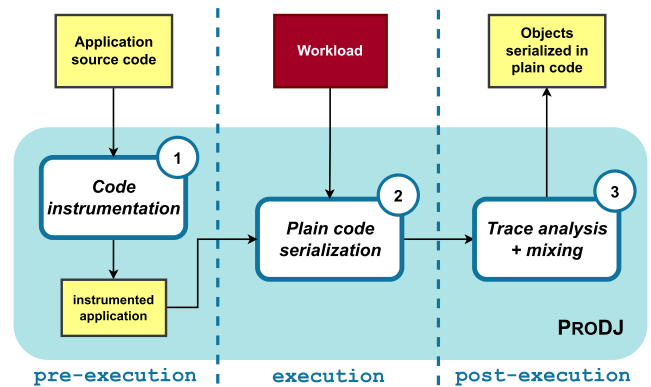 Application
source code
Workload
Objects
serialized in
plain code
1
Code
instrumentation
2
Plain code
serialization
3
Trace analysis
+ mixing
instrumented
application
PRODJ
pre-execution
execution
post-execution